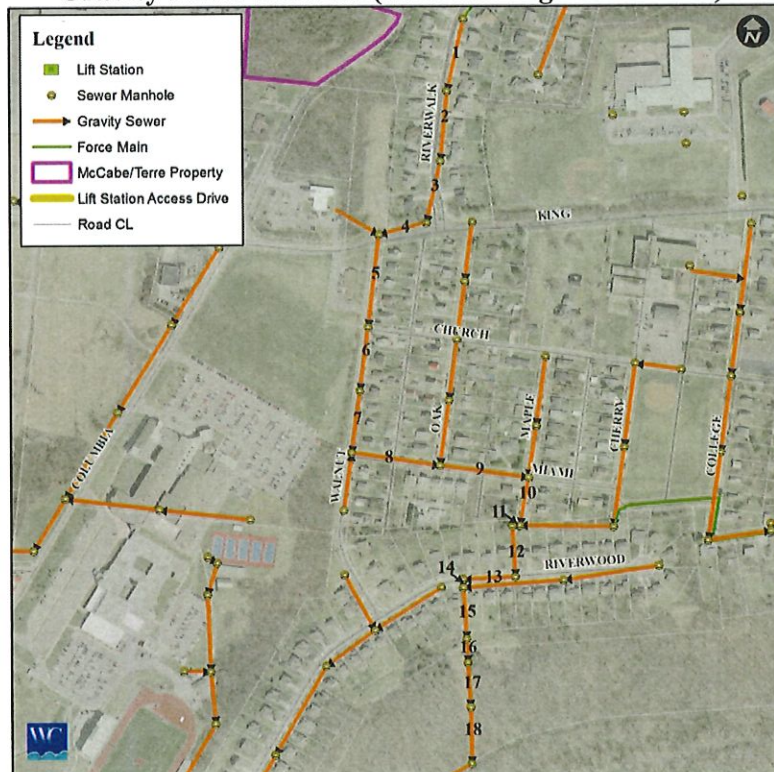 Legend
Lift Station
Sewer Manhole
Gravity Sewer
Force Main
McCabe/Terre Property
Lift Station Access Drive
Road CL
N
1
RIVERWALK
2
3
KING
4
5
CHURCH
6
OAK
MAPLE
CHERRY
COLLEGE
7
COLUMBIA
WALNUT
8
9
MIAMI
10
11
12
RIVERWOOD
14
13
15
16
17
18
WC